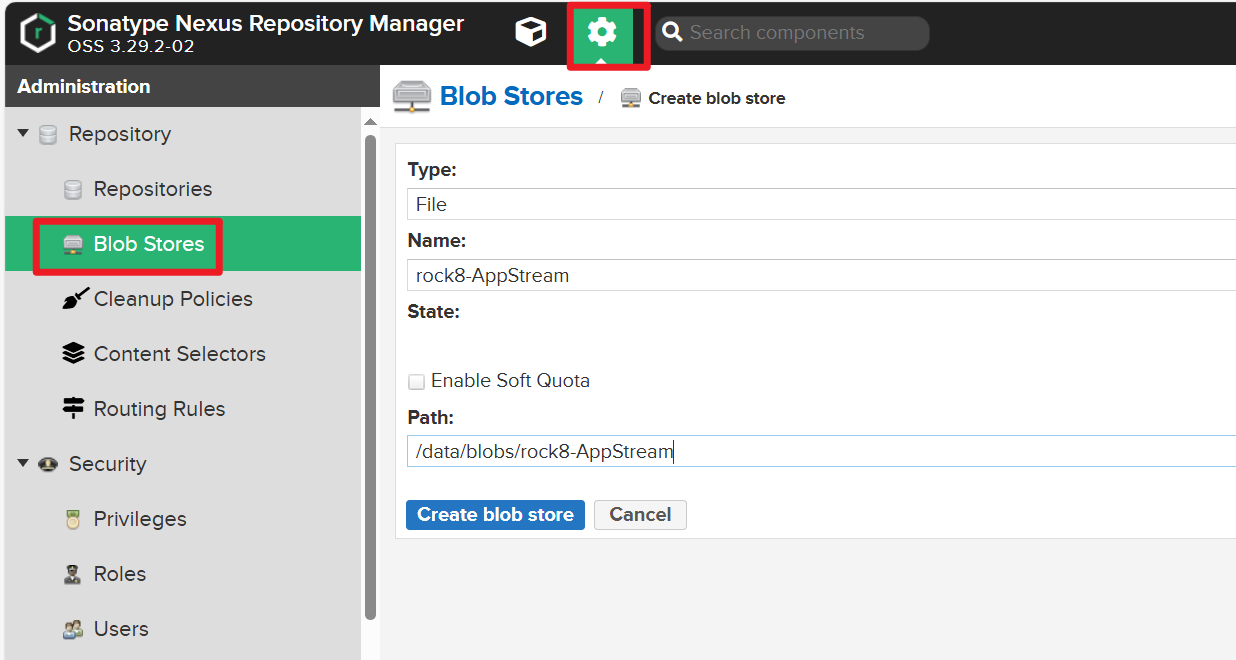 Sonatype Nexus Repository Manager
OSS 3.29.2-02
Search components
Administration
Blob Stores / Create blob store
Repository
Repositories
Blob Stores
Cleanup Policies
Content Selectors
Routing Rules
Security
Privileges
Roles
Users
Type:
File
Name:
rock8-AppStream
State:
Enable Soft Quota
Path:
/data/blobs/rock8-AppStream
Create blob store
Cancel